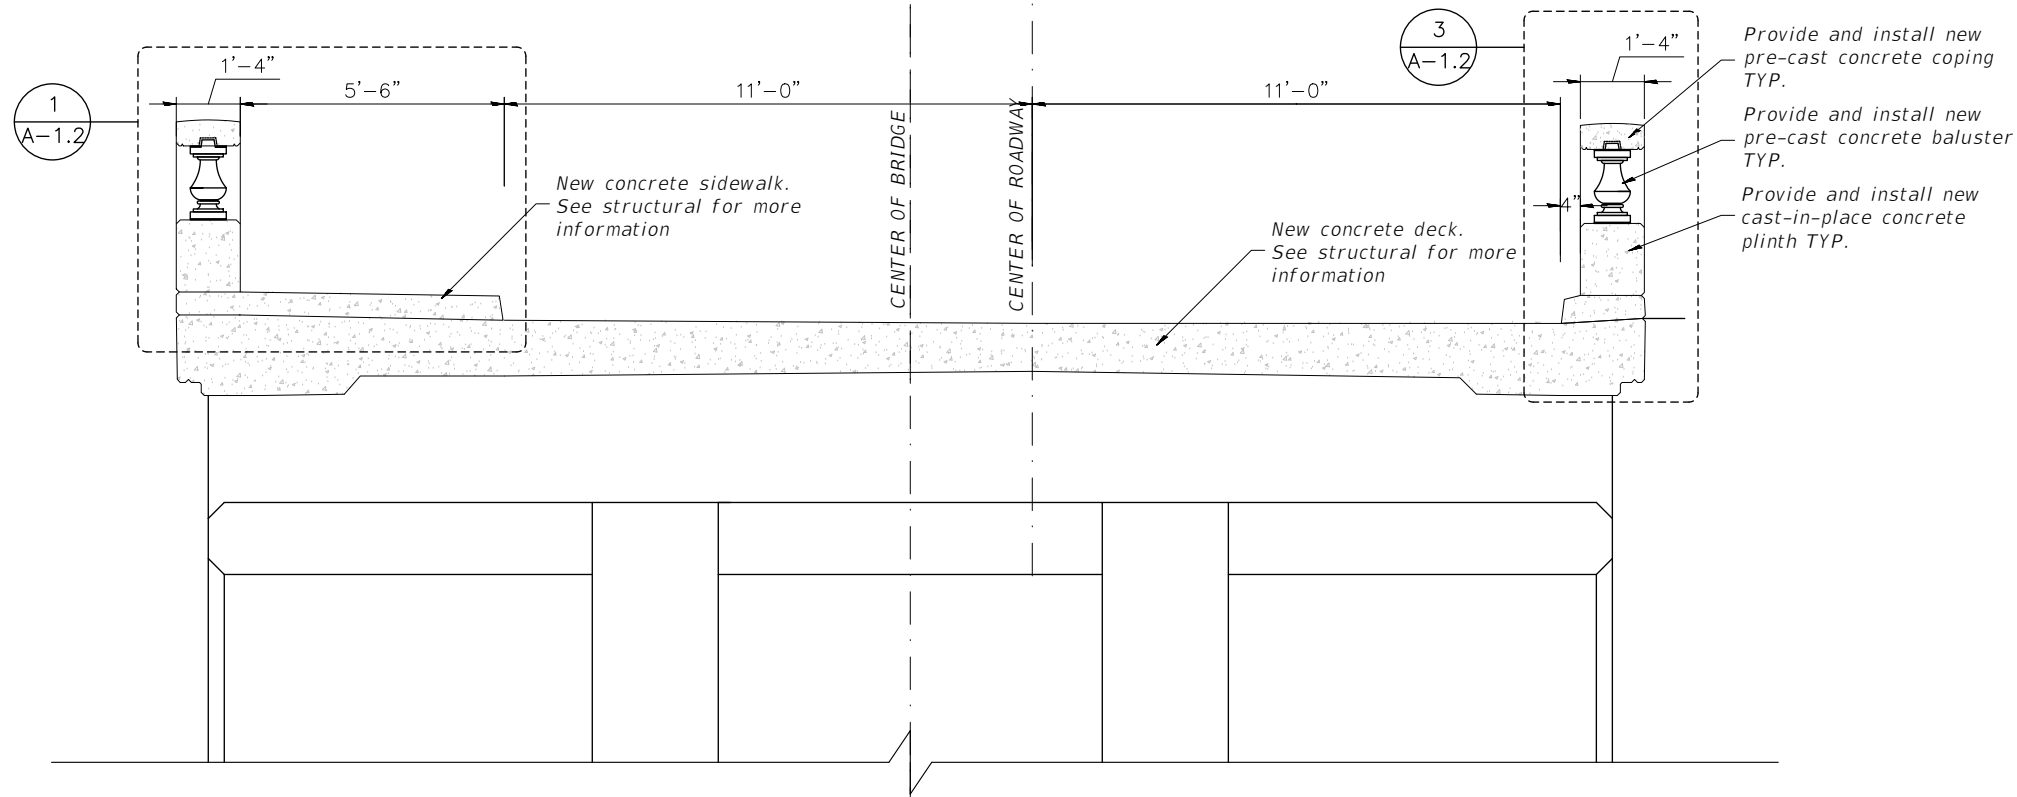 1
A-1.2
1'-4"
5'-6"
11'-0"
11'-0"
3
A-1.2
1'-4"
Provide and install new
pre-cast concrete coping
TYP.
Provide and install new
pre-cast concrete baluster
TYP.
Provide and install new
cast-in-place concrete
plinth TYP.
4"
New concrete sidewalk.
See structural for more
information
CENTER OF BRIDGE
CENTER OF ROADWAY
New concrete deck.
See structural for more
information